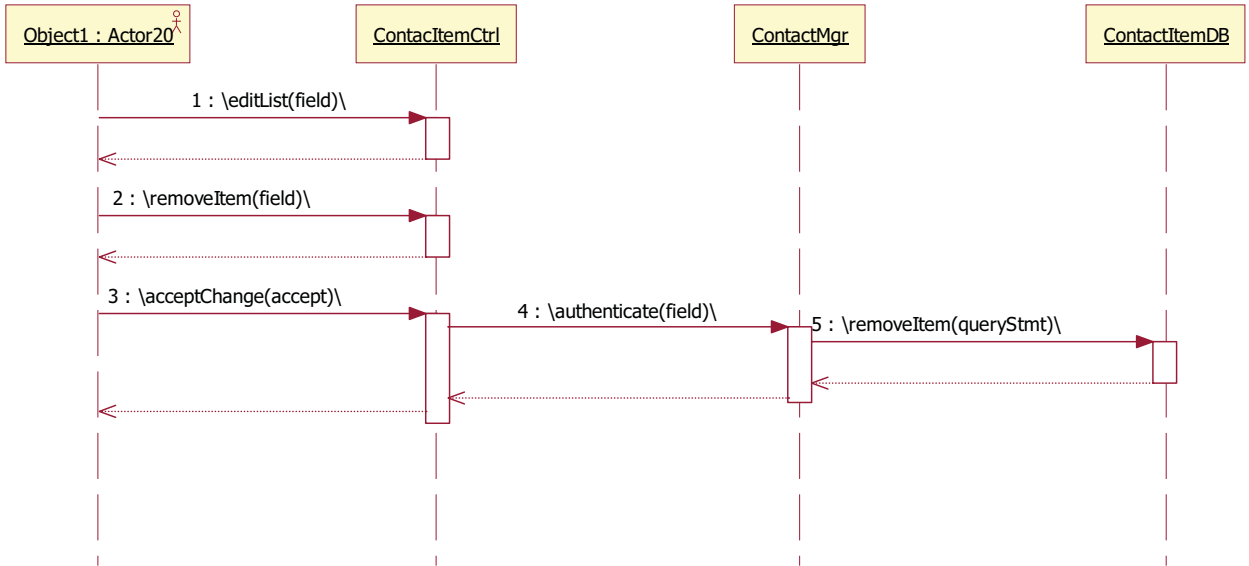 Object1 : Actor20
ContacItemCtrl
ContactMgr
ContactItemDB
1 : \editList(field)\
2 : \removeItem(field)\
3 : \acceptChange(accept)\
4 : \authenticate(field)\
5 : \removeItem(queryStmt)\